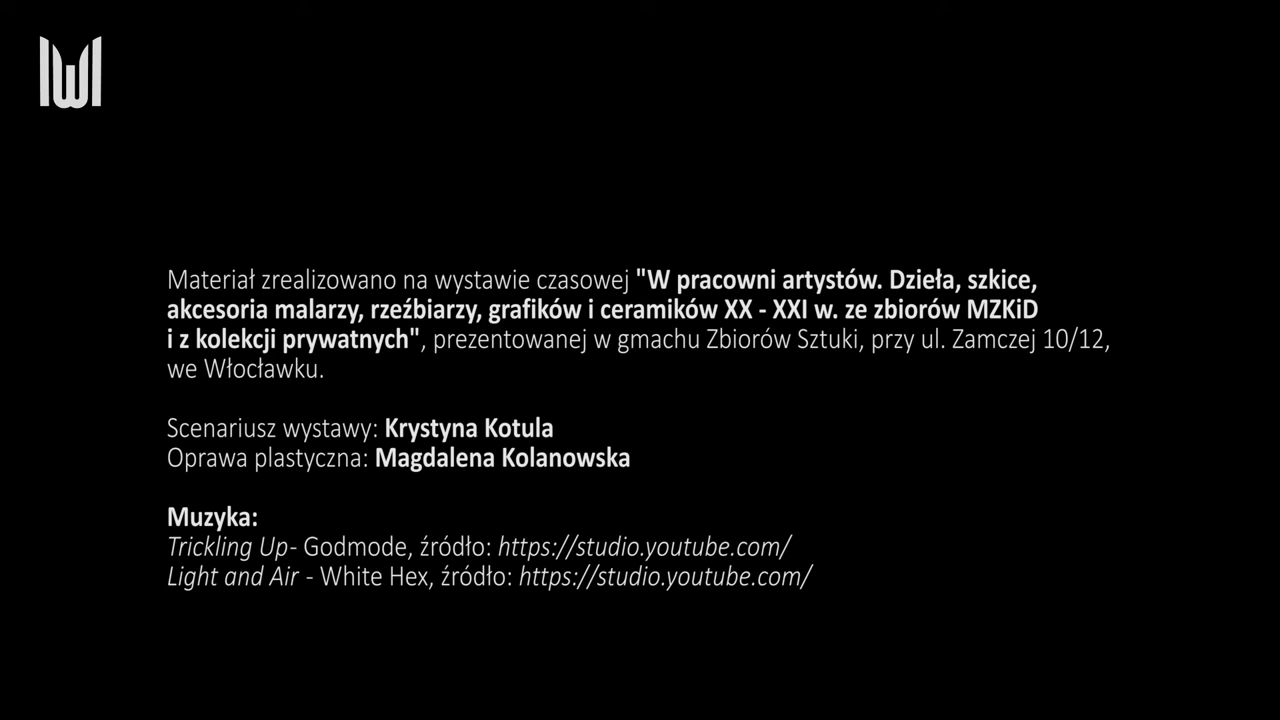 Materiał zrealizowano na wystawie czasowej "W pracowni artystów. Dzieła, szkice,
akcesoria malarzy, rzeźbiarzy, grafików i ceramików XX - XXI w. ze zbiorów MZKiD
i z kolekcji prywatnych", prezentowanej w gmachu Zbiorów Sztuki, przy ul. Zamczej 10/12,
we Włocławku.
Scenariusz wystawy: Krystyna Kotula
Oprawa plastyczna: Magdalena Kolanowska
Muzyka:
Trickling Up- Godmode, źródło: https://studio.youtube.com/
Light and Air - White Hex, źródło: https://studio.youtube.com/